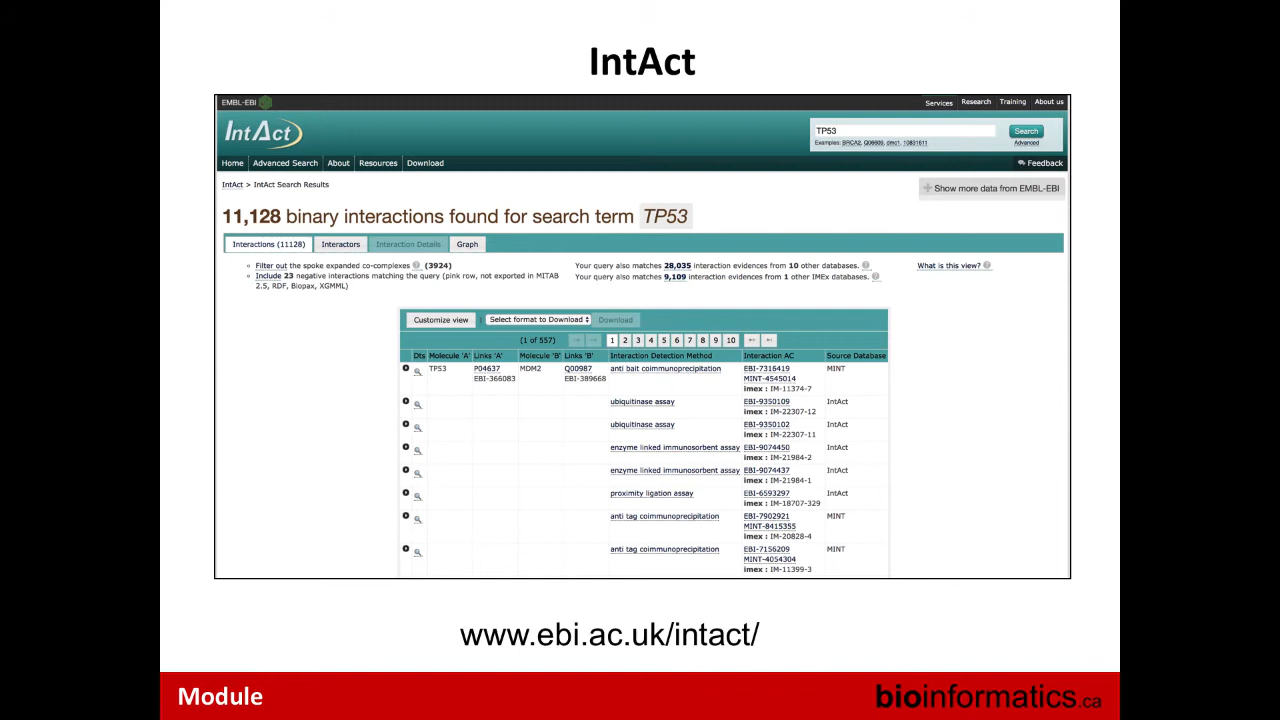 IntAct
EMBL-EBI
Services Research Training About us
IntAct
TP53 Search
Examples: BRCA2, Q06609, dmc1, 10831611 Advanced
Home Advanced Search About Resources Download Feedback
IntAct > IntAct Search Results
Show more data from EMBL-EBI
11,128 binary interactions found for search term TP53
Interactions (11128) Interactors Interaction Details Graph
Filter out the spoke expanded co-complexes (3924)
Include 23 negative interactions matching the query (pink row, not exported in MITAB
2.5, RDF, Biopax, XGMML)
Your query also matches 28,035 interaction evidences from 10 other databases.
Your query also matches 9,109 interaction evidences from 1 other IMEx databases.
What is this view?
Customize view Select format to Download Download
(1 of 557) 1 2 3 4 5 6 7 8 9 10
Dts Molecule 'A' Links 'A' Molecule 'B' Links 'B' Interaction Detection Method Interaction AC Source Database
TP53 P04637 MDM2 Q00987 anti bait coimmunoprecipitation EBI-7316419 MINT
EBI-366083 EBI-389668 MINT-4545014
imex : IM-11374-7
ubiquitinase assay EBI-9350109 IntAct
imex : IM-22307-12
ubiquitinase assay EBI-9350102 IntAct
imex : IM-22307-11
enzyme linked immunosorbent assay EBI-9074450 IntAct
imex : IM-21984-2
enzyme linked immunosorbent assay EBI-9074437 IntAct
imex : IM-21984-1
proximity ligation assay EBI-6593297 IntAct
imex : IM-18707-329
anti tag coimmunoprecipitation EBI-7902921 MINT
MINT-8415355
imex : IM-20828-4
anti tag coimmunoprecipitation EBI-7156209 MINT
MINT-4054304
imex : IM-11399-3
www.ebi.ac.uk/intact/
Module
bioinformatics.ca